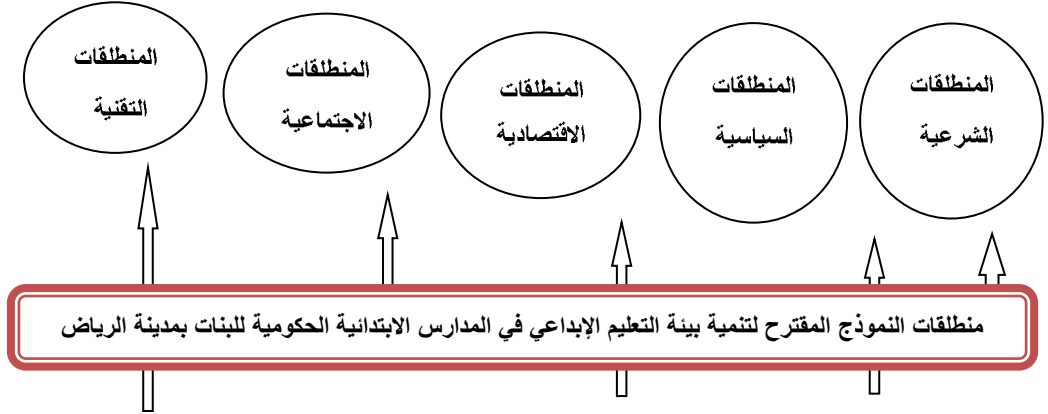 المنطلقات
الشرعية
المنطلقات
السياسية
المنطلقات
الاقتصادية
المنطلقات
الاجتماعية
المنطلقات
التقنية
منطلقات النموذج المقترح لتنمية بيئة التعليم الإبداعي في المدارس الابتدائية الحكومية للبنات بمدينة الرياض